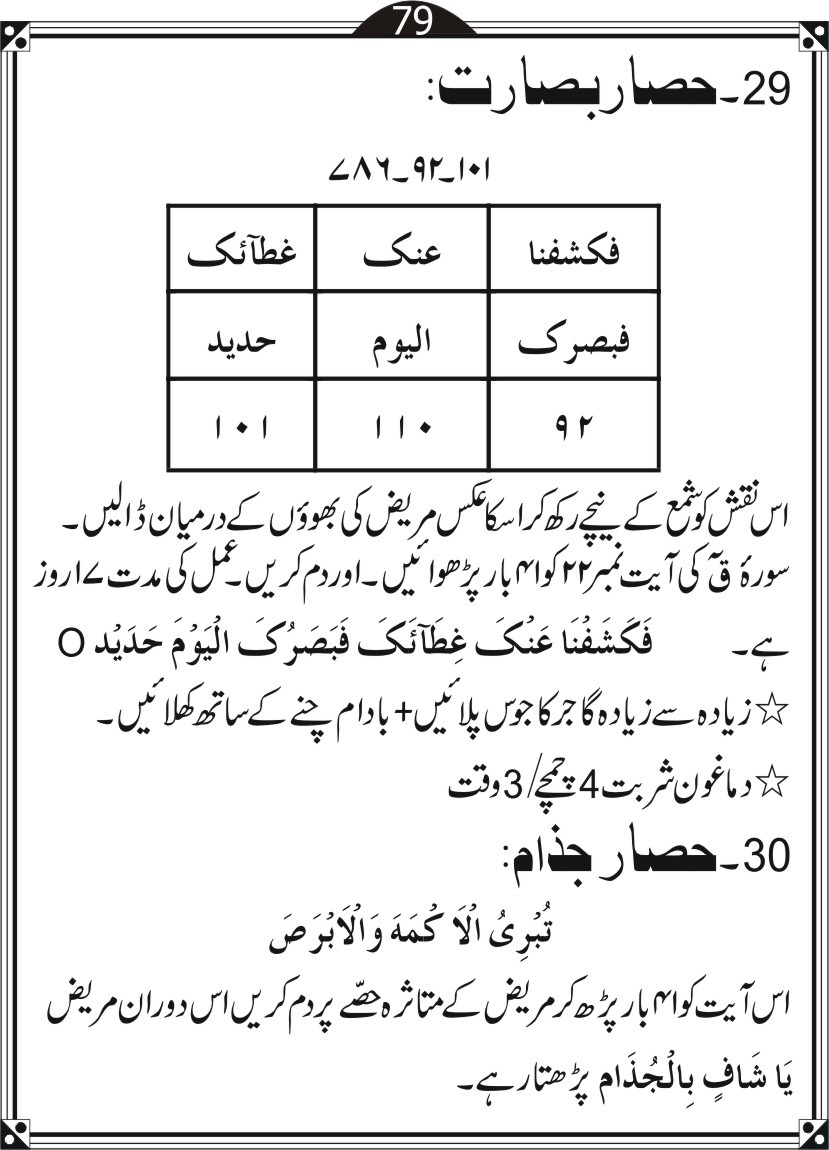 79
29۔حصار بصارت:
۷۸۶۔۹۲۔۱۰۱
فکشفنا عنک غطآئک
فبصرک الیوم حدید
۹۲ ۱۱۰ ۱۰۱
اس نقش کو شمع کے نیچے رکھ کر اسکا عکس مریض کی بھوؤں کے درمیان ڈالیں۔
سورۂ قٓ کی آیت نمبر ۲۲ کو ۴۱ بار پڑھوائیں۔ اور دم کریں۔ عمل کی مدت ۱۷ روز
ہے۔ فَکَشَفْنَا عَنْکَ غِطَآئَکَ فَبَصَرُکَ الْیَوْمَ حَدَیْد O
☆ زیادہ سے زیادہ گاجر کا جوس پلائیں + بادام چنے کے ساتھ کھلائیں۔
☆ دماغون شربت 4 چمچے/3 وقت
30۔حصار جذام:
تُبْرِیُٔ الْاَ کْمَہَ وَالْاَبْرَصَ
اس آیت کو ۴۱ بار پڑھ کر مریض کے متاثرہ حصّے پر دم کریں اس دوران مریض
یَا شَافٍ بِالْجُذَام پڑھتا رہے۔